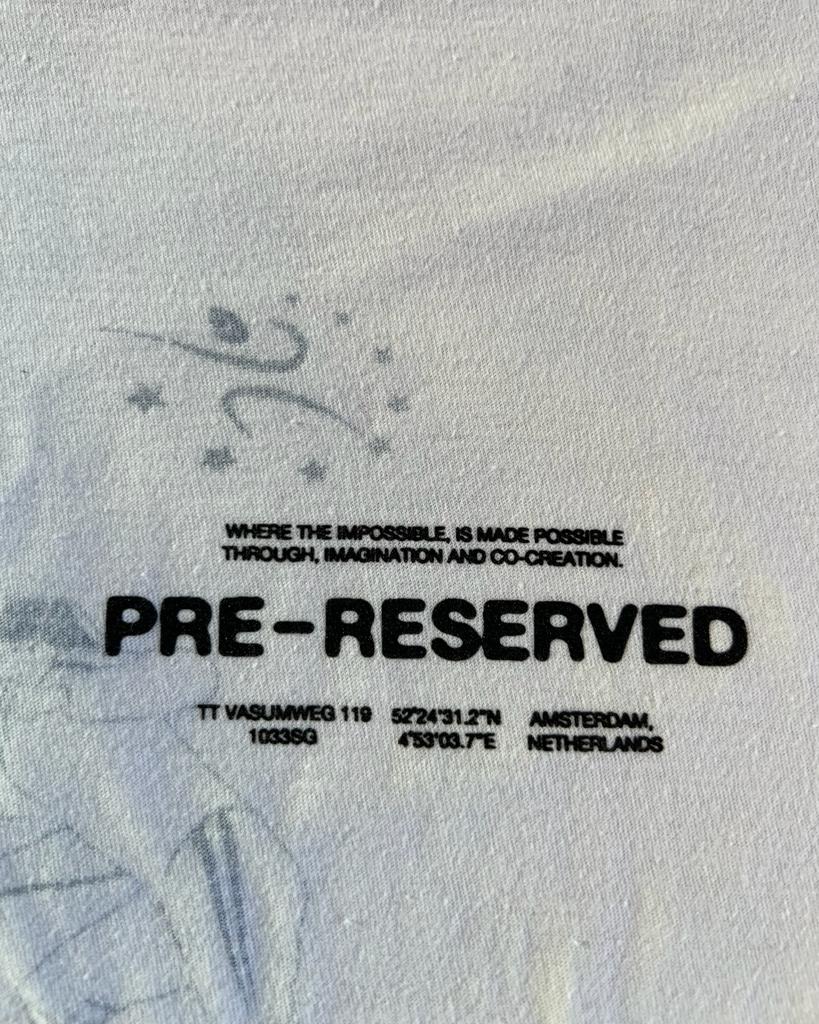 WHERE THE IMPOSSIBLE, IS MADE POSSIBLE
THROUGH, IMAGINATION AND CO-CREATION.
PRE-RESERVED
TT VASUMWEG 119 52°24'31.2"N AMSTERDAM,
1033SG 4°53'03.7"E NETHERLANDS